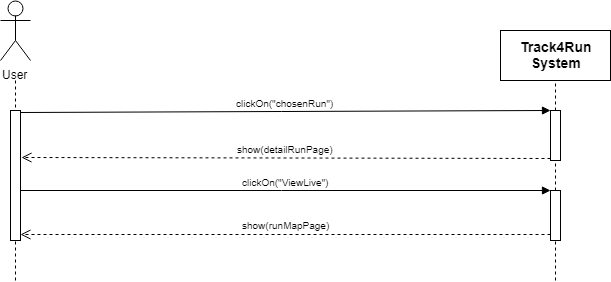 User
Track4Run
System
clickOn("chosenRun")
show(detailRunPage)
clickOn("ViewLive")
show(runMapPage)